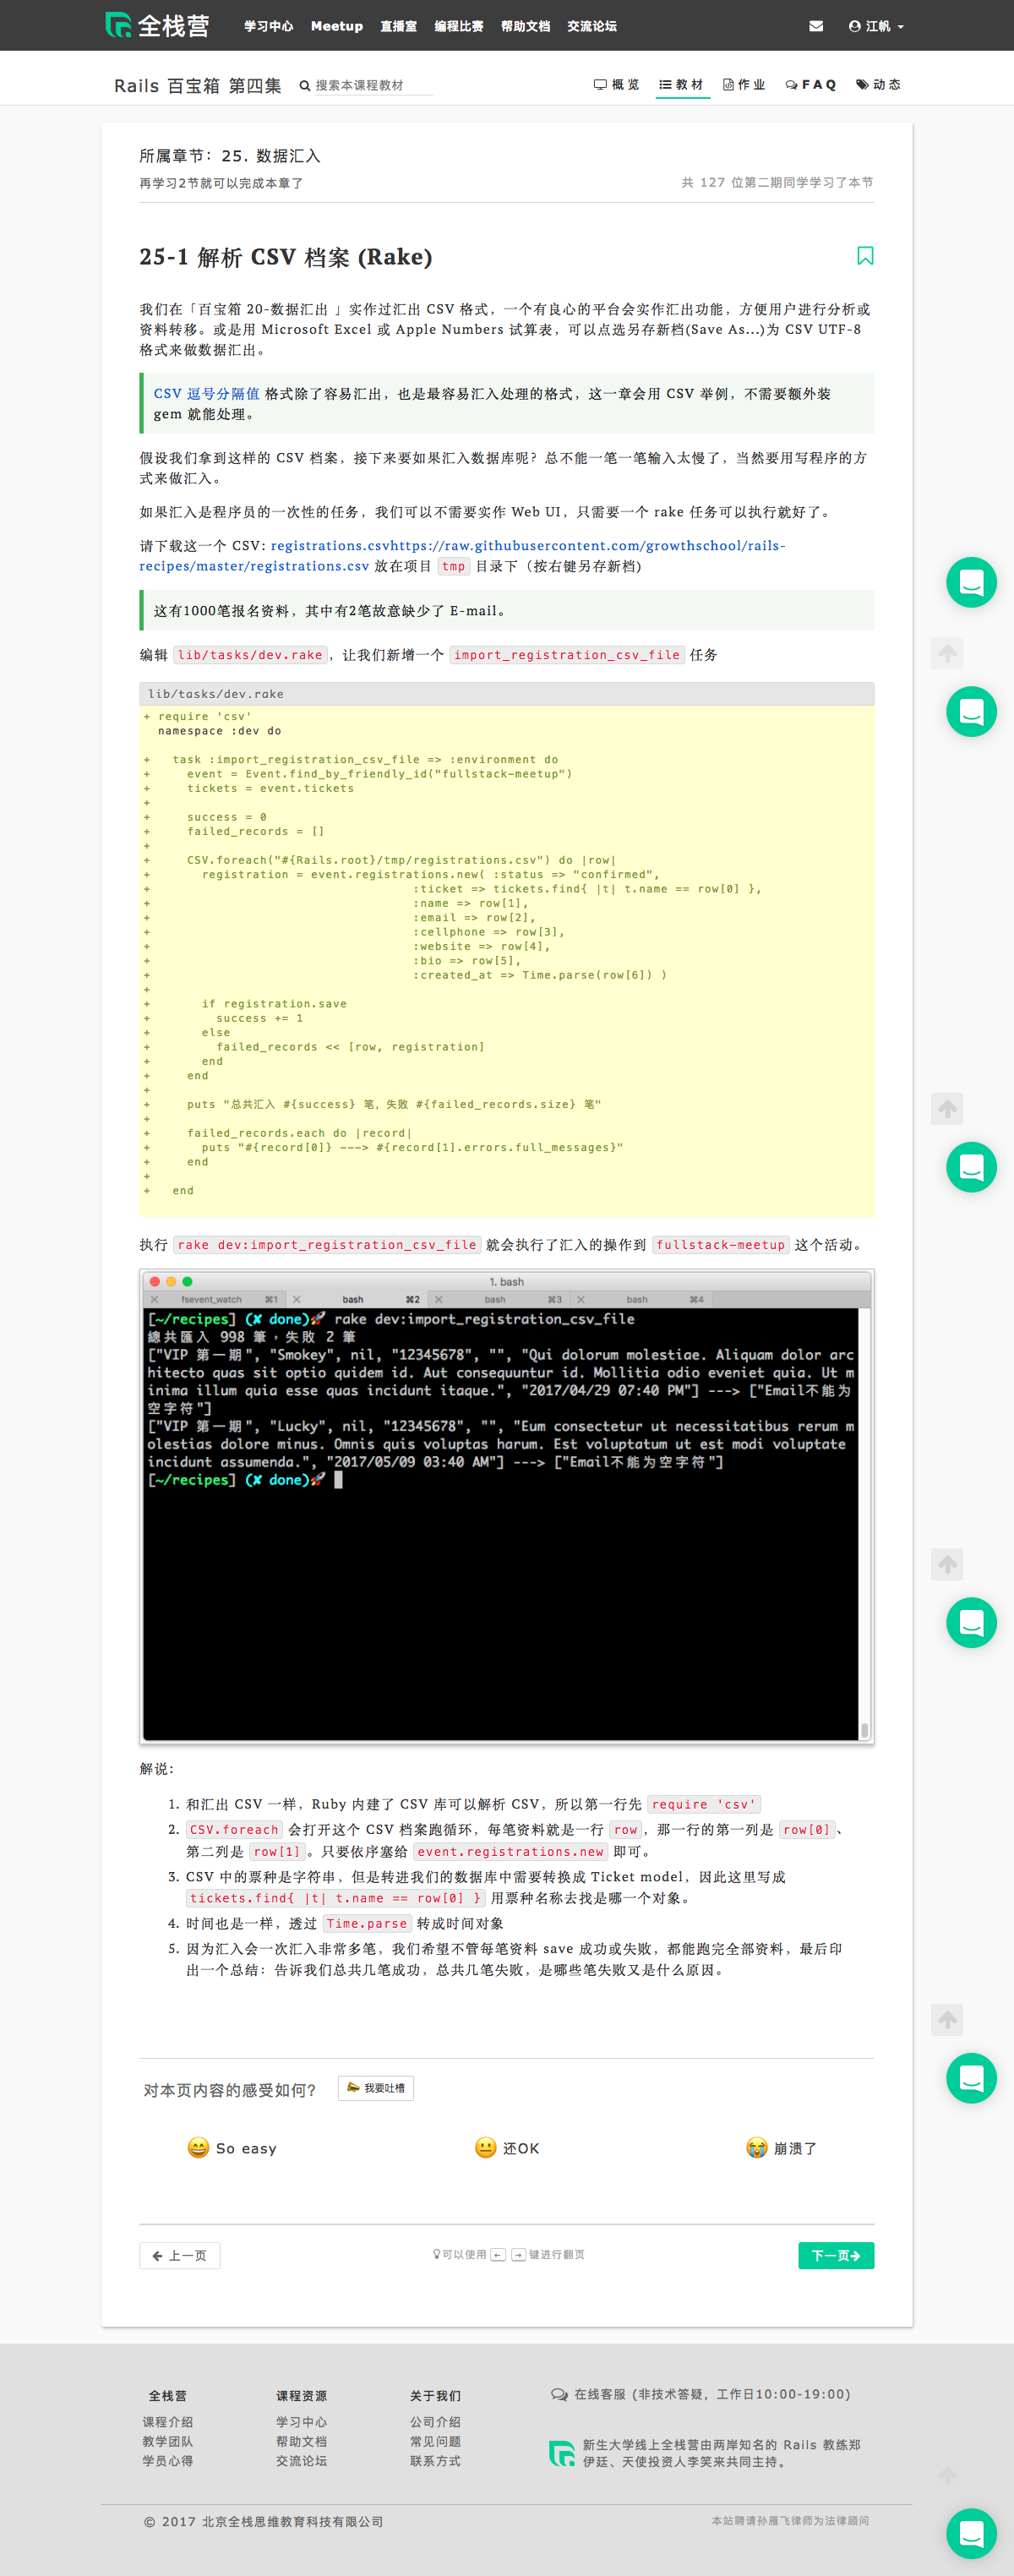 全栈营
学习中心 Meetup 直播室 编程比赛 帮助文档 交流论坛 江帆
Rails 百宝箱 第四集 搜索本课程教材 概览 教材 作业 FAQ 动态
所属章节：25. 数据汇入
再学习2节就可以完成本章了 共 127 位第二期同学学习了本节
25-1 解析 CSV 档案 (Rake)
我们在「百宝箱 20-数据汇出 」实作过汇出 CSV 格式，一个有良心的平台会实作汇出功能，方便用户进行分析或
资料转移。或是用 Microsoft Excel 或 Apple Numbers 试算表，可以点选另存新档(Save As...)为 CSV UTF-8
格式来做数据汇出。
CSV 逗号分隔值 格式除了容易汇出，也是最容易汇入处理的格式，这一章会用 CSV 举例，不需要额外装
gem 就能处理。
假设我们拿到这样的 CSV 档案，接下来要如果汇入数据库呢？总不能一笔一笔输入太慢了，当然要用写程序的方
式来做汇入。
如果汇入是程序员的一次性的任务，我们可以不需要实作 Web UI，只需要一个 rake 任务可以执行就好了。
请下载这一个 CSV: registrations.csvhttps://raw.githubusercontent.com/growthschool/rails-
recipes/master/registrations.csv 放在项目 tmp 目录下（按右键另存新档)
这有1000笔报名资料，其中有2笔故意缺少了 E-mail。
编辑 lib/tasks/dev.rake，让我们新增一个 import_registration_csv_file 任务
lib/tasks/dev.rake
+ require 'csv'
  namespace :dev do
+   task :import_registration_csv_file => :environment do
+     event = Event.find_by_friendly_id("fullstack-meetup")
+     tickets = event.tickets
+
+     success = 0
+     failed_records = []
+
+     CSV.foreach("#{Rails.root}/tmp/registrations.csv") do |row|
+       registration = event.registrations.new( :status => "confirmed",
+                                    :ticket => tickets.find{ |t| t.name == row[0] },
+                                    :name => row[1],
+                                    :email => row[2],
+                                    :cellphone => row[3],
+                                    :website => row[4],
+                                    :bio => row[5],
+                                    :created_at => Time.parse(row[6]) )
+
+       if registration.save
+         success += 1
+       else
+         failed_records << [row, registration]
+       end
+     end
+
+     puts "总共汇入 #{success} 笔，失败 #{failed_records.size} 笔"
+
+     failed_records.each do |record|
+       puts "#{record[0]} ---> #{record[1].errors.full_messages}"
+     end
+
+   end
执行 rake dev:import_registration_csv_file 就会执行了汇入的操作到 fullstack-meetup 这个活动。
1. bash
fsevent_watch ⌘1 bash ⌘2 bash ⌘3 bash ⌘4
[~/recipes] (✘ done)🚀 rake dev:import_registration_csv_file
總共匯入 998 筆，失敗 2 筆
["VIP 第一期", "Smokey", nil, "12345678", "", "Qui dolorum molestiae. Aliquam dolor arc
hitecto quas sit optio quidem id. Aut consequuntur id. Mollitia odio eveniet quia. Ut m
inima illum quia esse quas incidunt itaque.", "2017/04/29 07:40 PM"] ---> ["Email不能为
空字符"]
["VIP 第一期", "Lucky", nil, "12345678", "", "Eum consectetur ut necessitatibus rerum m
olestias dolore minus. Omnis quis voluptas harum. Est voluptatum ut est modi voluptate
incidunt assumenda.", "2017/05/09 03:40 AM"] ---> ["Email不能为空字符"]
[~/recipes] (✘ done)🚀
解说：
1. 和汇出 CSV 一样，Ruby 内建了 CSV 库可以解析 CSV，所以第一行先 require 'csv'
2. CSV.foreach 会打开这个 CSV 档案跑循环，每笔资料就是一行 row，那一行的第一列是 row[0]、
第二列是 row[1]。只要依序塞给 event.registrations.new 即可。
3. CSV 中的票种是字符串，但是转进我们的数据库中需要转换成 Ticket model，因此这里写成
tickets.find{ |t| t.name == row[0] } 用票种名称去找是哪一个对象。
4. 时间也是一样，透过 Time.parse 转成时间对象
5. 因为汇入会一次汇入非常多笔，我们希望不管每笔资料 save 成功或失败，都能跑完全部资料，最后印
出一个总结：告诉我们总共几笔成功，总共几笔失败，是哪些笔失败又是什么原因。
对本页内容的感受如何? 我要吐槽
So easy 还OK 崩溃了
上一页 可以使用 ← → 键进行翻页 下一页
全栈营 课程资源 关于我们 在线客服 (非技术答疑，工作日10:00-19:00)
课程介绍 学习中心 公司介绍
教学团队 帮助文档 常见问题 新生大学线上全栈营由两岸知名的 Rails 教练郑
学员心得 交流论坛 联系方式 伊廷、天使投资人李笑来共同主持。
© 2017 北京全栈思维教育科技有限公司 本站聘请孙雁飞律师为法律顾问